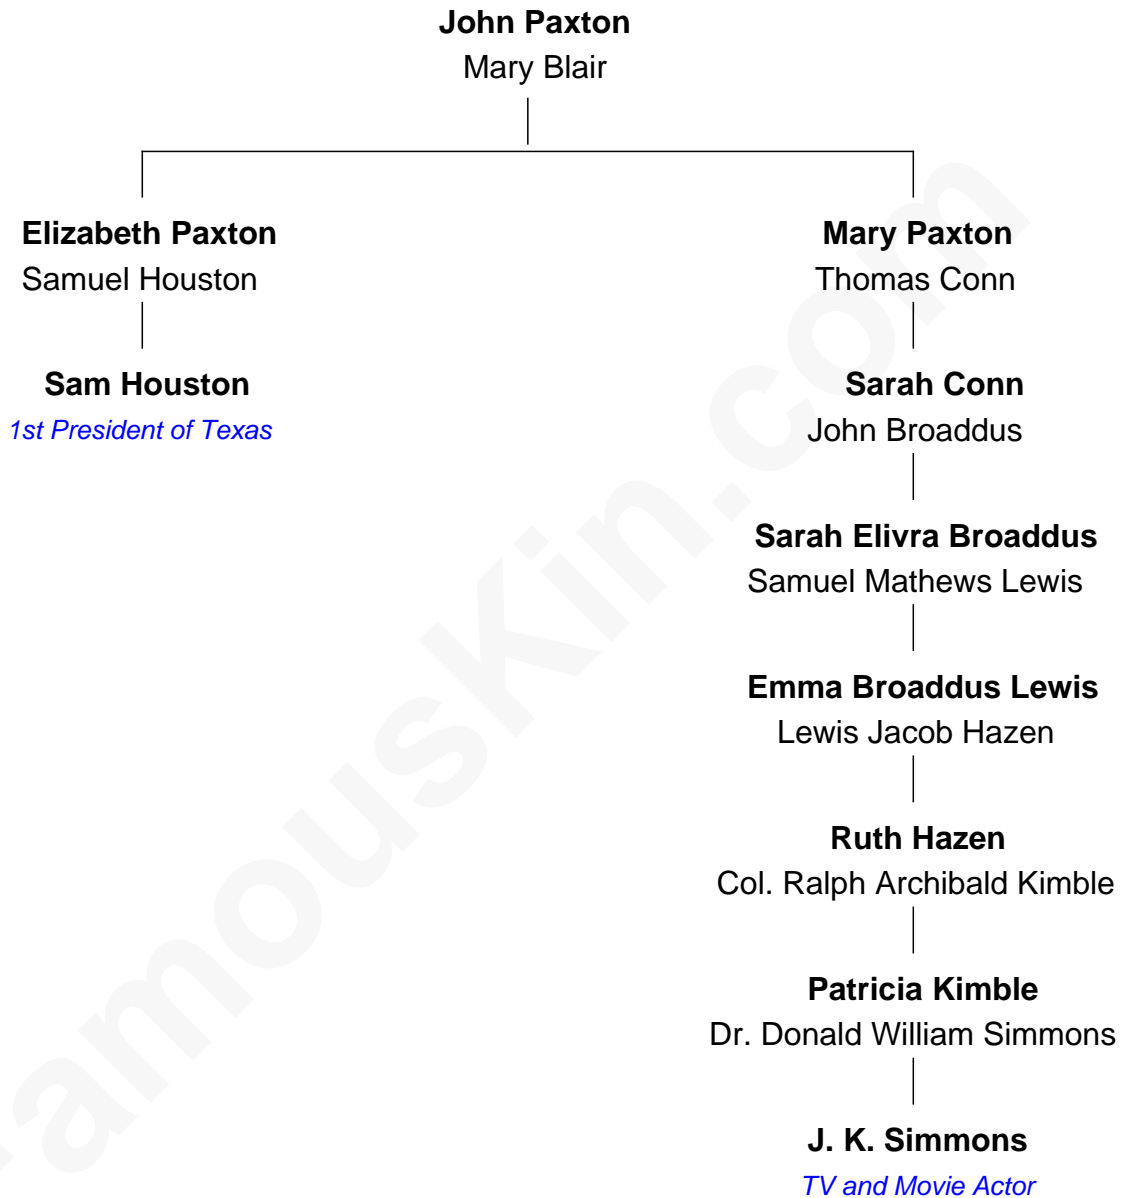 John Paxton
Mary Blair
Elizabeth Paxton
Samuel Houston
Sam Houston
1st President of Texas
Mary Paxton
Thomas Conn
Sarah Conn
John Broaddus
Sarah Elivra Broaddus
Samuel Mathews Lewis
Emma Broaddus Lewis
Lewis Jacob Hazen
Ruth Hazen
Col. Ralph Archibald Kimble
Patricia Kimble
Dr. Donald William Simmons
J. K. Simmons
TV and Movie Actor
famouskin.com